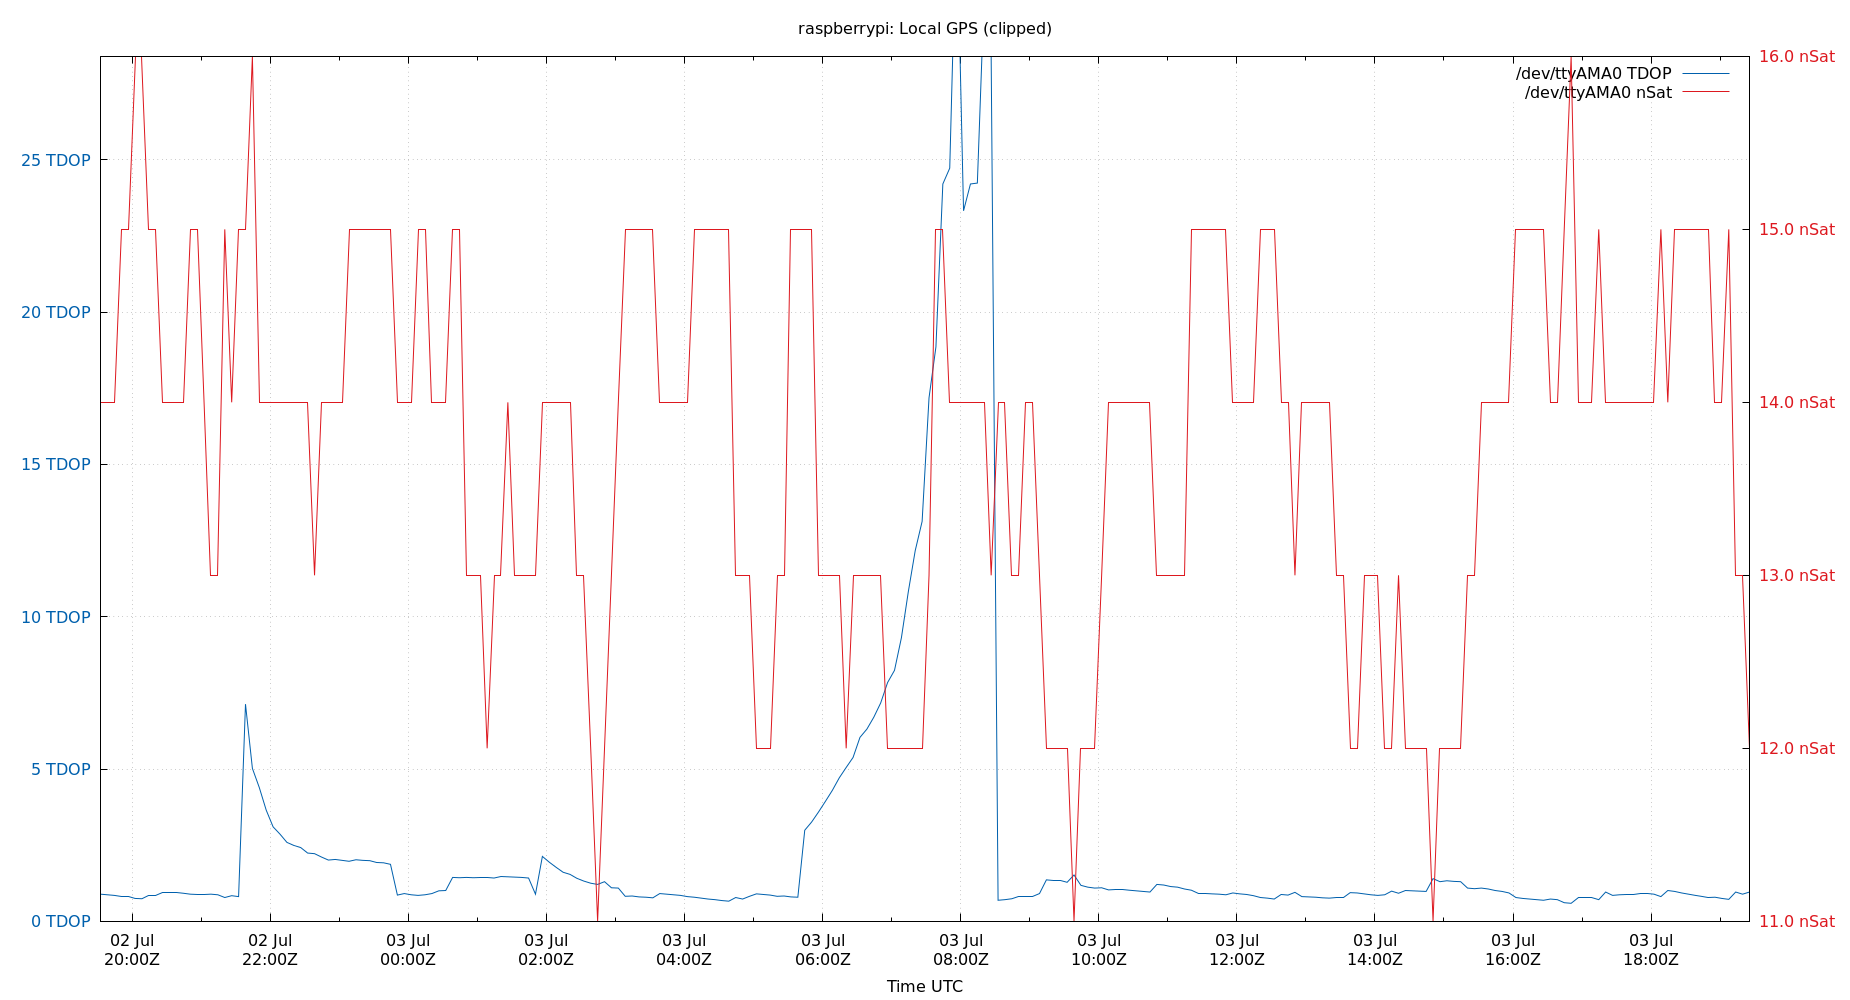 raspberrypi: Local GPS (clipped)
16.0 nSat
/dev/ttyAMA0 TDOP
/dev/ttyAMA0 nSat
25 TDOP
15.0 nSat
20 TDOP
14.0 nSat
15 TDOP
13.0 nSat
10 TDOP
12.0 nSat
5 TDOP
0 TDOP
11.0 nSat
02 Jul 02 Jul 03 Jul 03 Jul 03 Jul 03 Jul 03 Jul 03 Jul 03 Jul 03 Jul 03 Jul 03 Jul
20:00Z 22:00Z 00:00Z 02:00Z 04:00Z 06:00Z 08:00Z 10:00Z 12:00Z 14:00Z 16:00Z 18:00Z
Time UTC